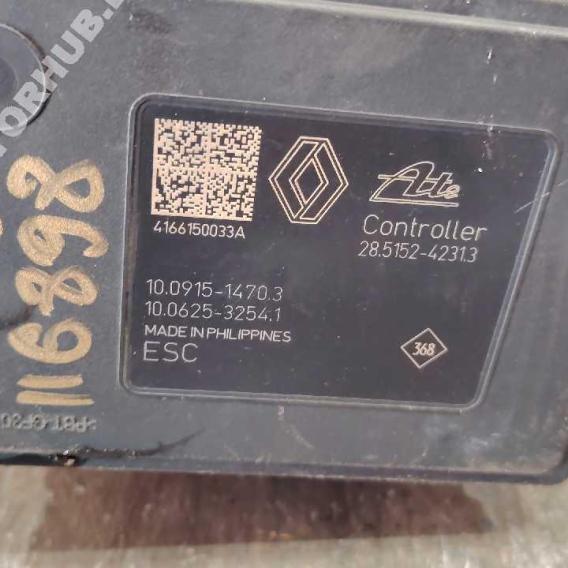 TORHUB.
116898
4166150033A
Ate
Controller
28.5152-4231.3
10.0915-1470.3
10.0625-3254.1
MADE IN PHILIPPINES
ESC
368